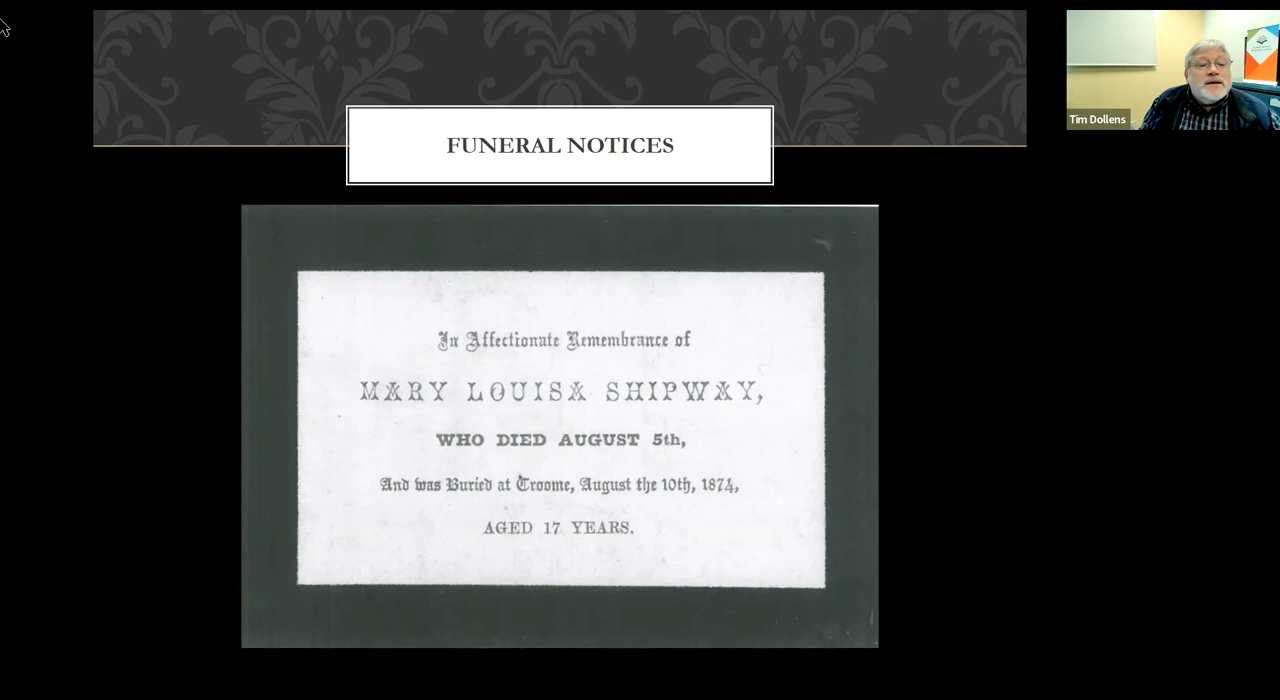 FUNERAL NOTICES
In Affectionate Remembrance of
MARY LOUISA SHIPWAY,
WHO DIED AUGUST 5th,
And was Buried at Croome, August the 10th, 1874,
AGED 17 YEARS.
Tim Dollens